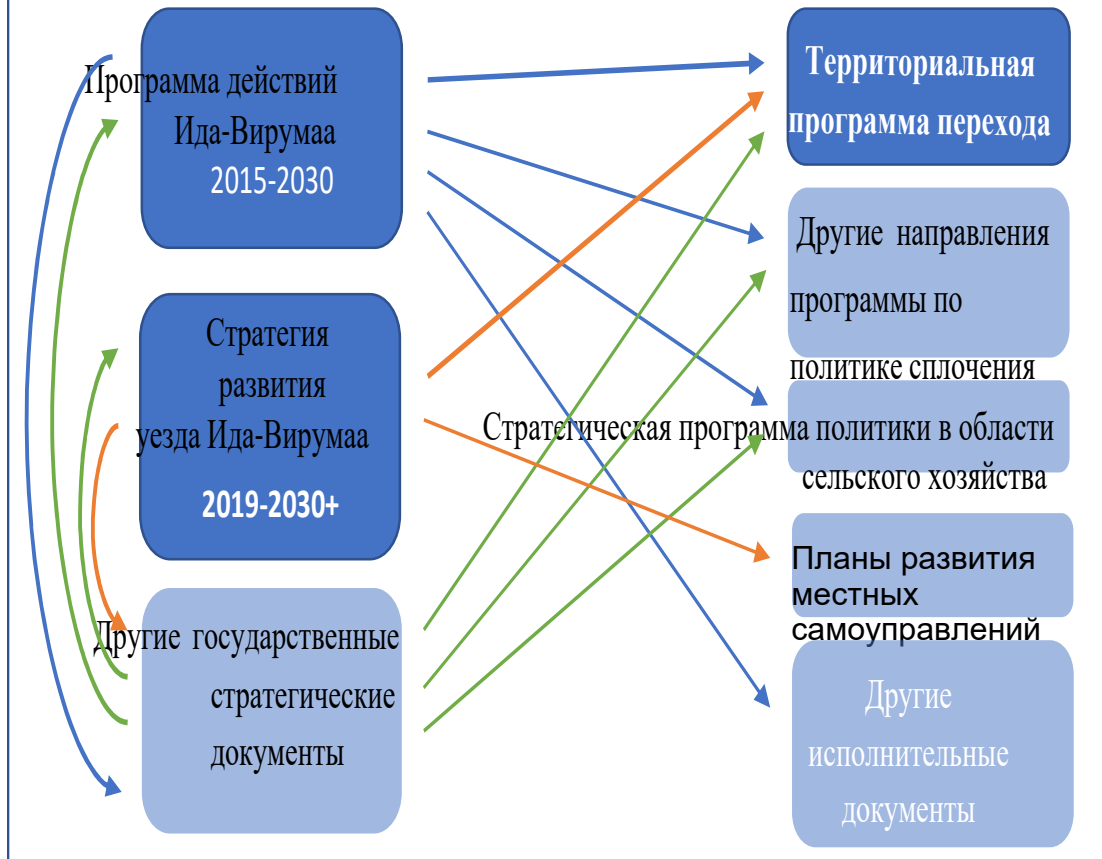 Программа действий
Ида-Вирумаа
2015-2030
Стратегия
развития
уезда Ида-Вирумаа
2019-2030+
Другие государственные
стратегические
документы
Территориальная
программа перехода
Другие направления
программы по
политике сплочения
Стратегическая программа политики в области
сельского хозяйства
Планы развития
местных
самоуправлений
Другие
исполнительные
документы